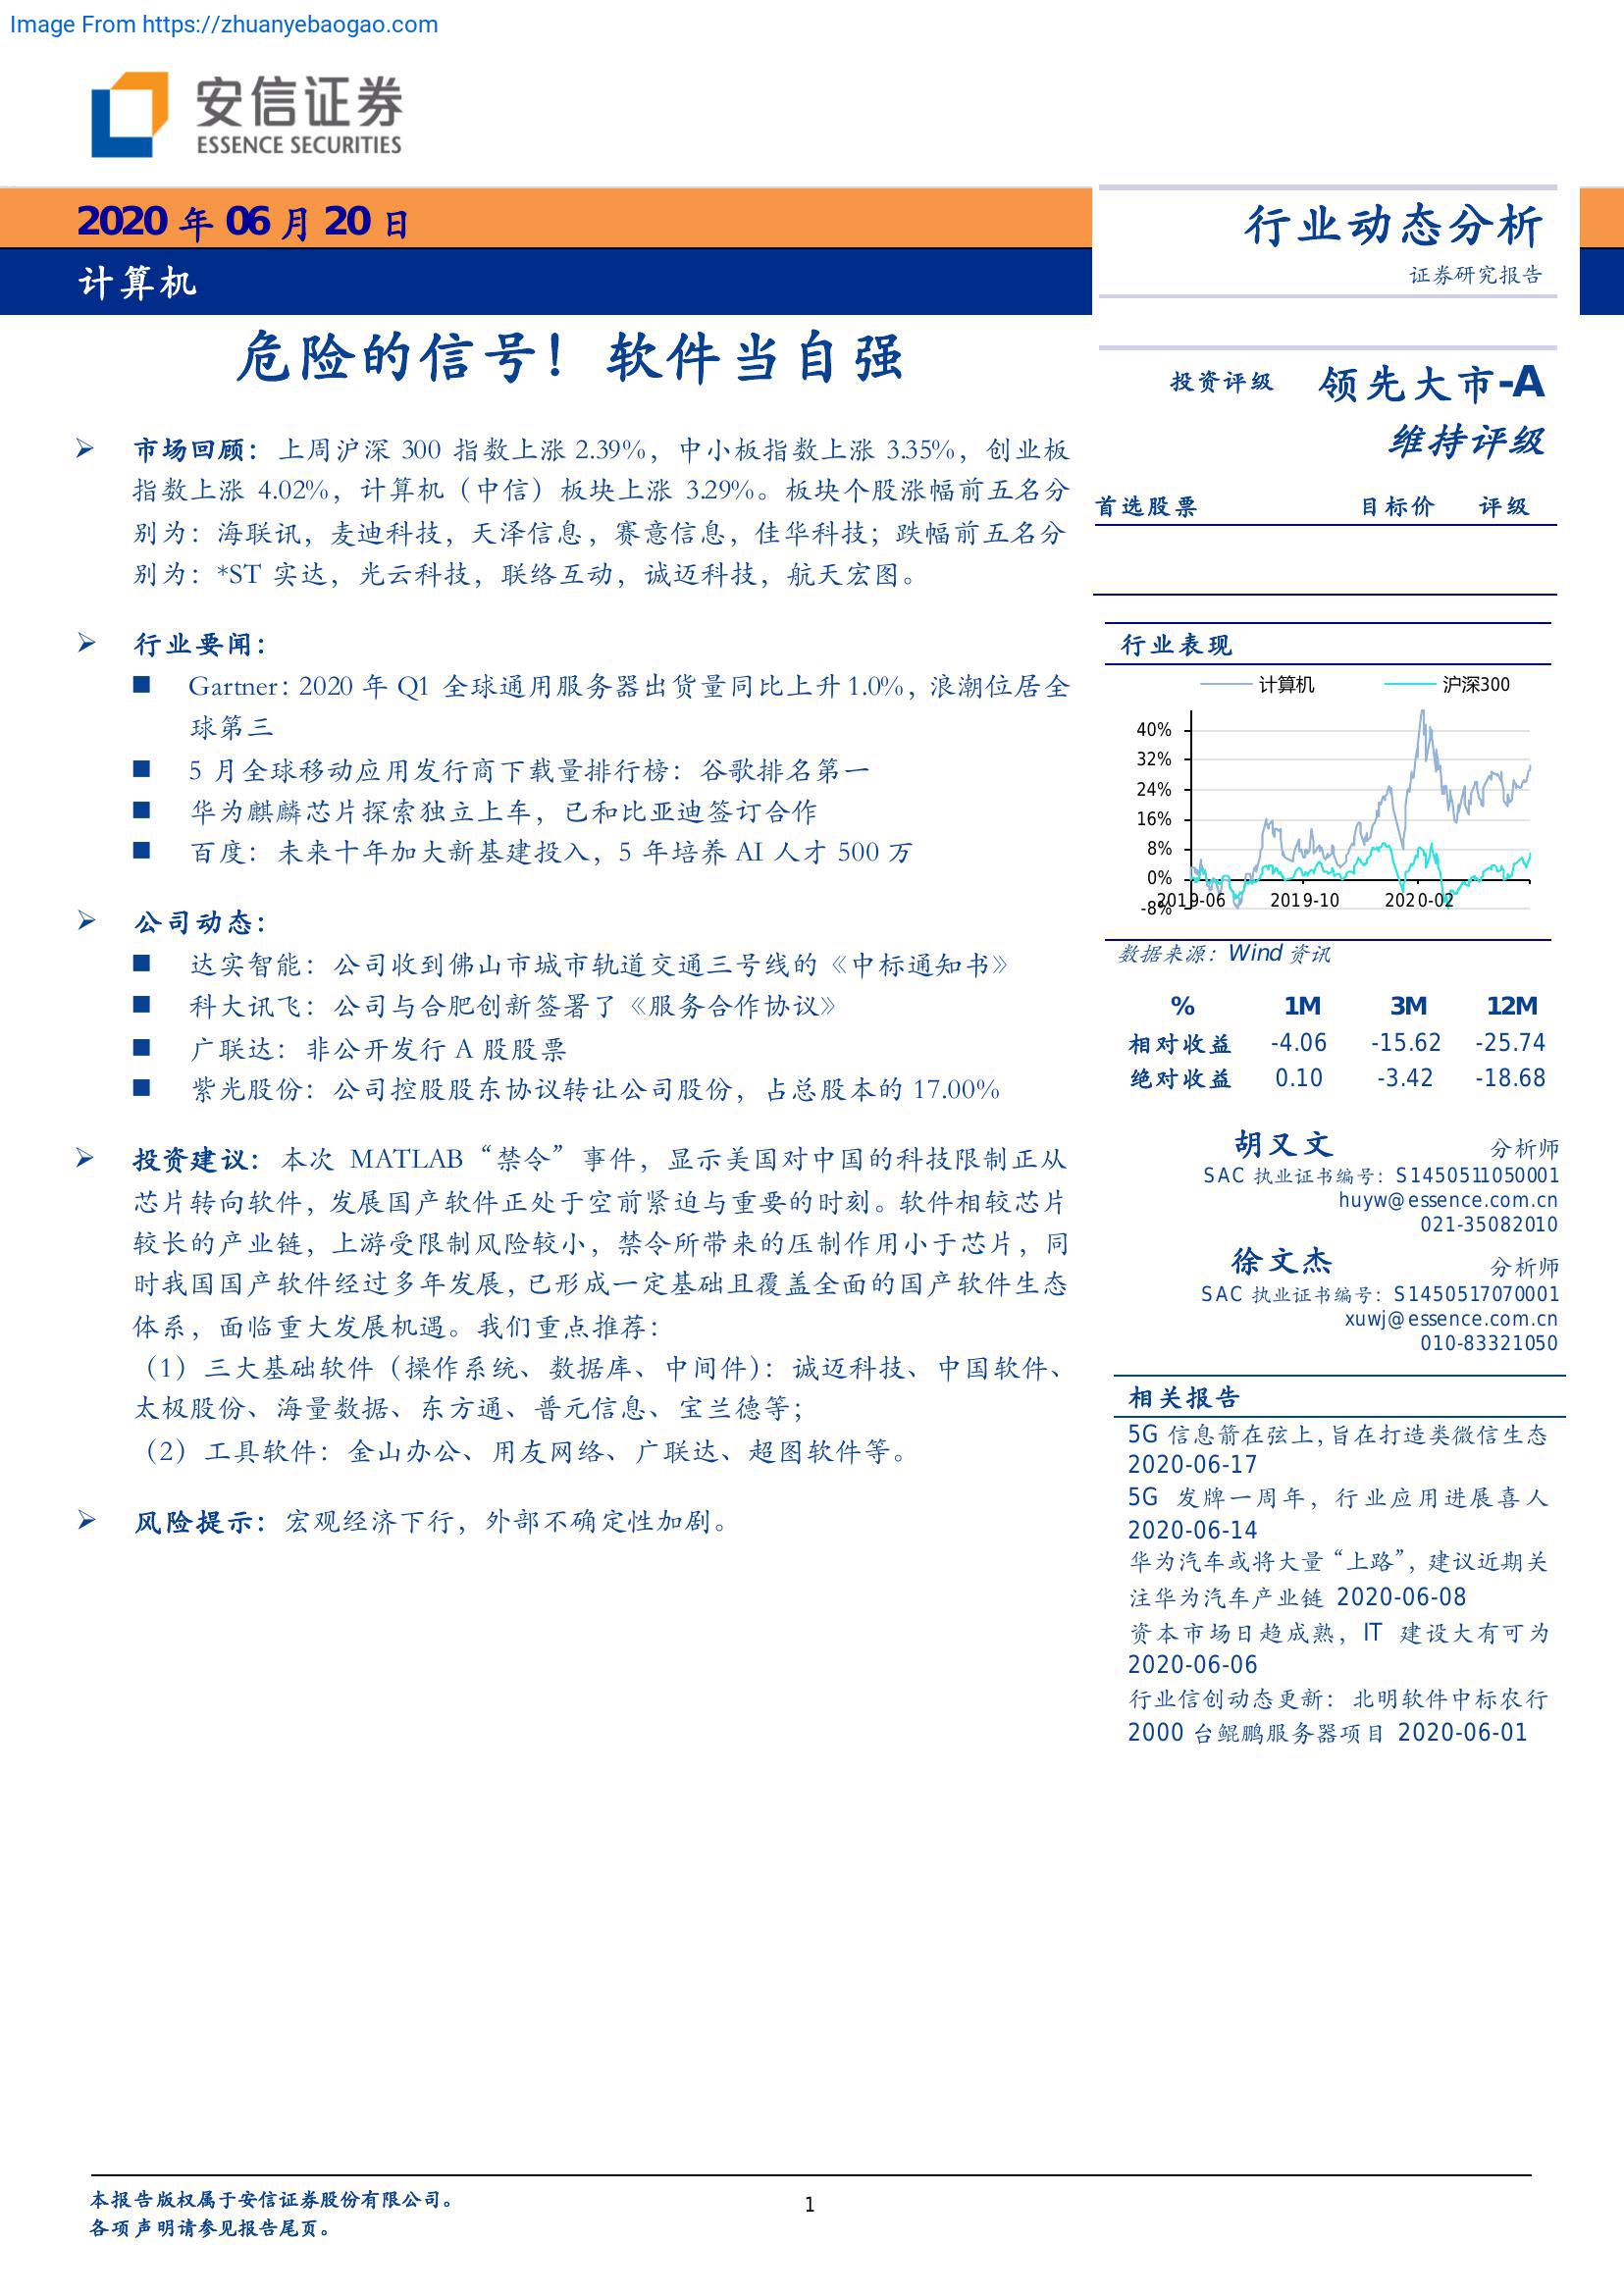 Image From https://zhuanyebaogao.com
安信证券
ESSENCE SECURITIES
2020 年 06 月 20 日
计算机
行业动态分析
证券研究报告
危险的信号！软件当自强
市场回顾：上周沪深 300 指数上涨 2.39%，中小板指数上涨 3.35%，创业板
指数上涨 4.02%，计算机（中信）板块上涨 3.29%。板块个股涨幅前五名分
别为：海联讯，麦迪科技，天泽信息，赛意信息，佳华科技；跌幅前五名分
别为：*ST 实达，光云科技，联络互动，诚迈科技，航天宏图。
行业要闻：
Gartner：2020 年 Q1 全球通用服务器出货量同比上升 1.0%，浪潮位居全
球第三
5 月全球移动应用发行商下载量排行榜：谷歌排名第一
华为麒麟芯片探索独立上车，已和比亚迪签订合作
百度：未来十年加大新基建投入，5 年培养 AI 人才 500 万
公司动态：
达实智能：公司收到佛山市城市轨道交通三号线的《中标通知书》
科大讯飞：公司与合肥创新签署了《服务合作协议》
广联达：非公开发行 A 股股票
紫光股份：公司控股股东协议转让公司股份，占总股本的 17.00%
投资建议：本次 MATLAB“禁令”事件，显示美国对中国的科技限制正从
芯片转向软件，发展国产软件正处于空前紧迫与重要的时刻。软件相较芯片
较长的产业链，上游受限制风险较小，禁令所带来的压制作用小于芯片，同
时我国国产软件经过多年发展，已形成一定基础且覆盖全面的国产软件生态
体系，面临重大发展机遇。我们重点推荐：
（1）三大基础软件（操作系统、数据库、中间件）：诚迈科技、中国软件、
太极股份、海量数据、东方通、普元信息、宝兰德等；
（2）工具软件：金山办公、用友网络、广联达、超图软件等。
风险提示：宏观经济下行，外部不确定性加剧。
投资评级 领先大市-A
维持评级
首选股票 目标价 评级
行业表现
计算机 沪深300
40%
32%
24%
16%
8%
0%
-8%
2019-06 2019-10 2020-02
数据来源：Wind 资讯
% 1M 3M 12M
相对收益 -4.06 -15.62 -25.74
绝对收益 0.10 -3.42 -18.68
胡又文 分析师
SAC 执业证书编号：S1450511050001
huyw@essence.com.cn
021-35082010
徐文杰 分析师
SAC 执业证书编号：S1450517070001
xuwj@essence.com.cn
010-83321050
相关报告
5G 信息箭在弦上，旨在打造类微信生态
2020-06-17
5G 发牌一周年，行业应用进展喜人
2020-06-14
华为汽车或将大量“上路”，建议近期关
注华为汽车产业链 2020-06-08
资本市场日趋成熟，IT 建设大有可为
2020-06-06
行业信创动态更新：北明软件中标农行
2000 台鲲鹏服务器项目 2020-06-01
本报告版权属于安信证券股份有限公司。
各项声明请参见报告尾页。
1